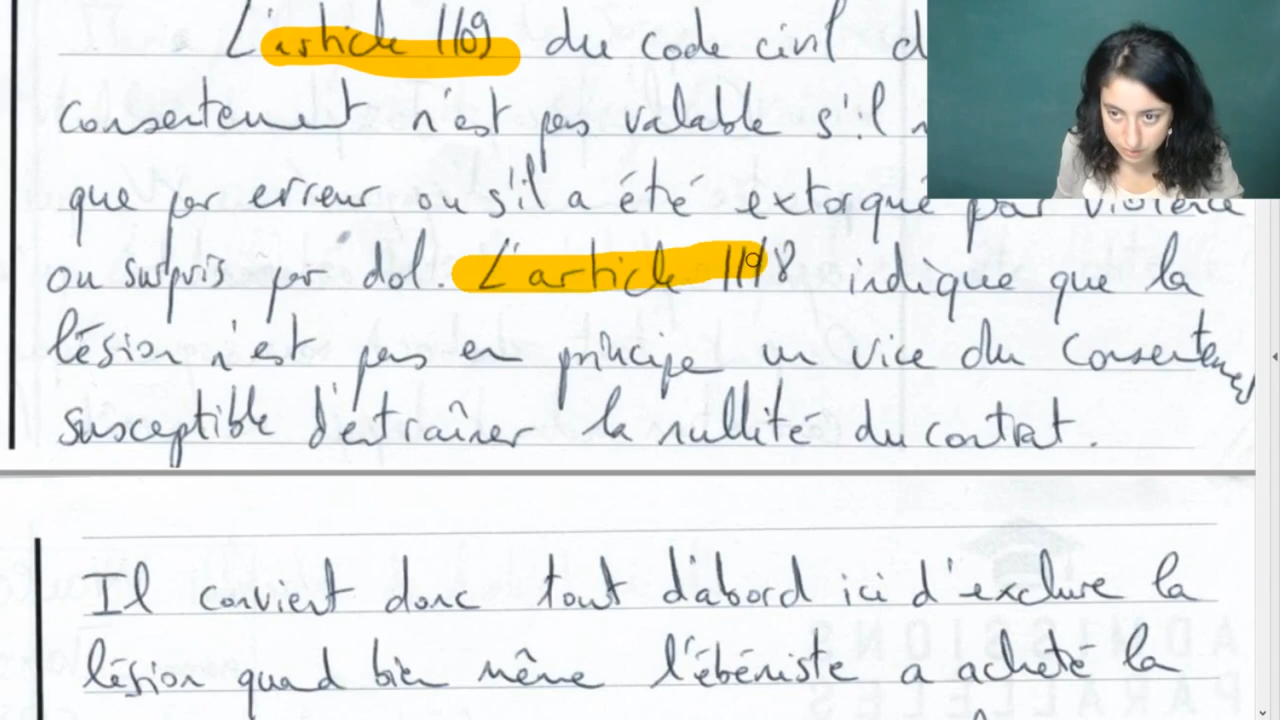 L'article 1109 du code civil d
consentement n'est pas valable s'il n
que par erreur ou s'il a été extorqué par violence
ou surpris par dol. L'article 1118 indique que la
lésion n'est pas en principe un vice du consentement
susceptible d'entraîner la nullité du contrat.
Il convient donc tout d'abord ici d'exclure la
lésion quand bien même l'ébéniste a acheté la
ADMISSIONS
PARALLELES